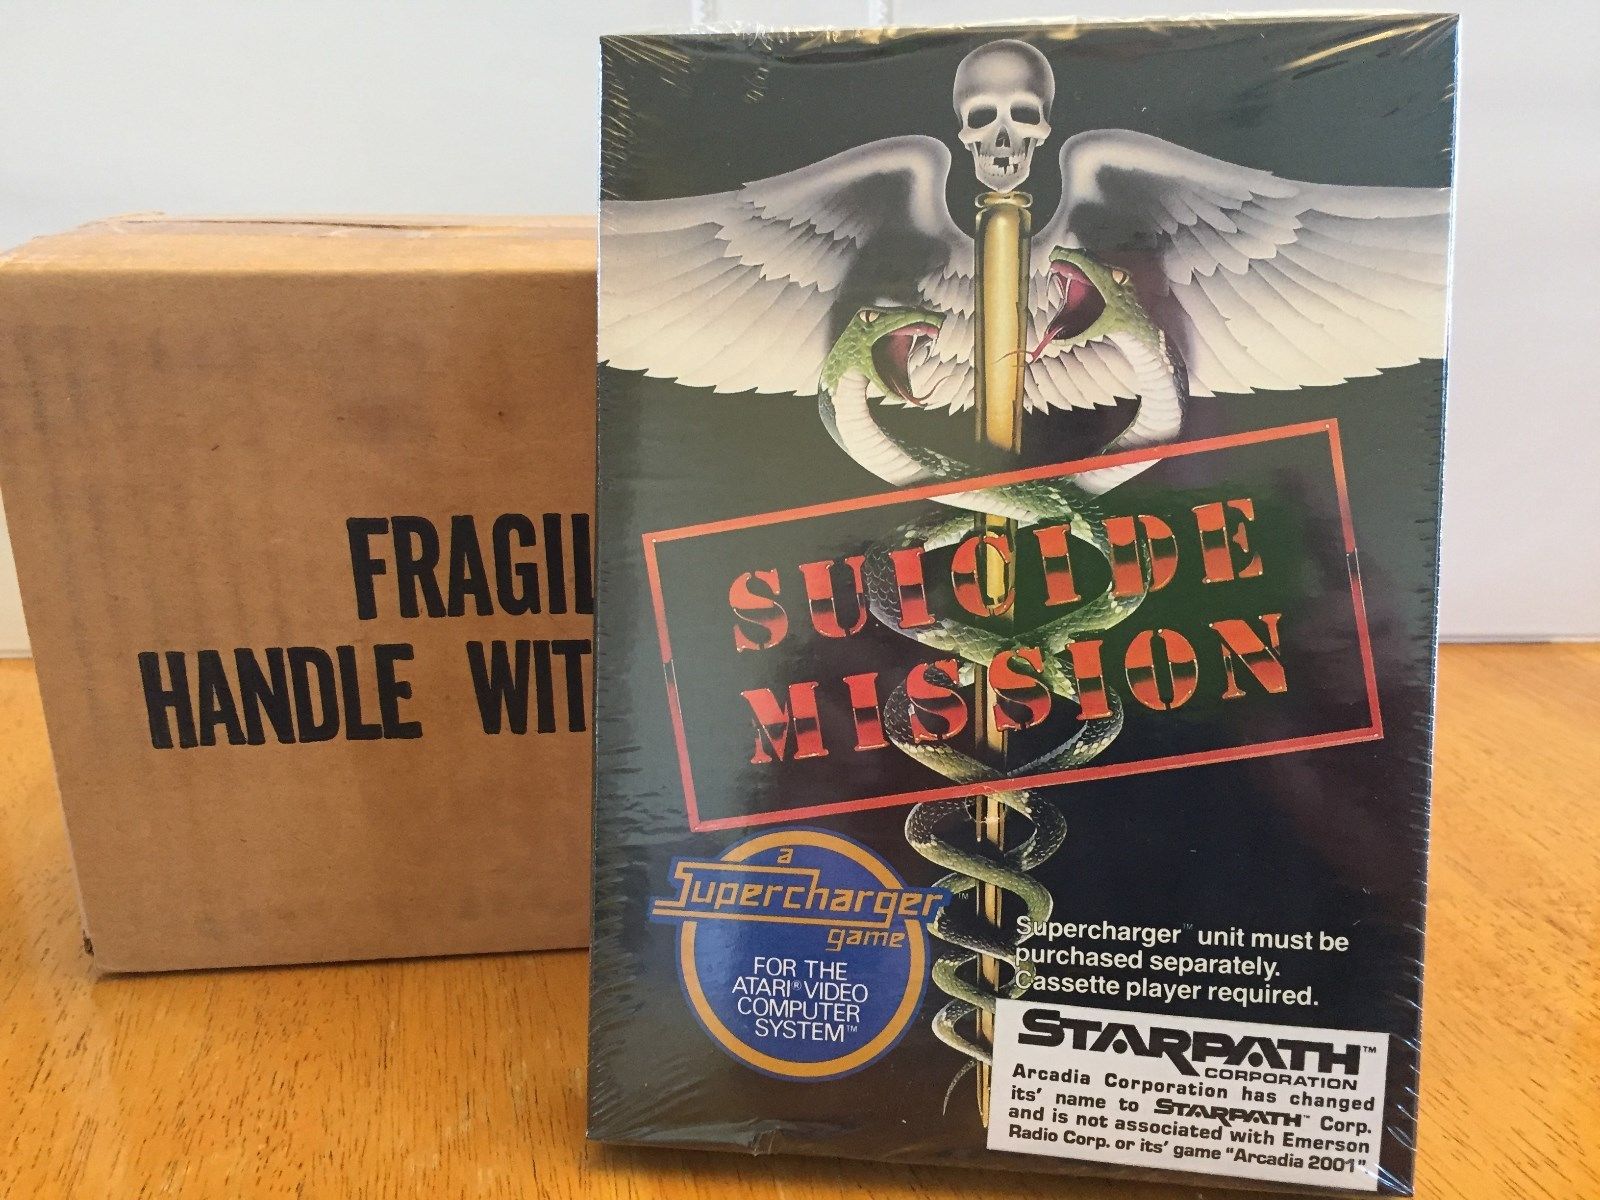 FRAGIL
HANDLE WIT
SUICIDE
MISSION
a
Supercharger™
game
FOR THE
ATARI® VIDEO
COMPUTER
SYSTEM™
Supercharger™ unit must be
purchased separately.
Cassette player required.
STARPATH™
CORPORATION
Arcadia Corporation has changed
its' name to STARPATH™ Corp.
and is not associated with Emerson
Radio Corp. or its' game "Arcadia 2001"